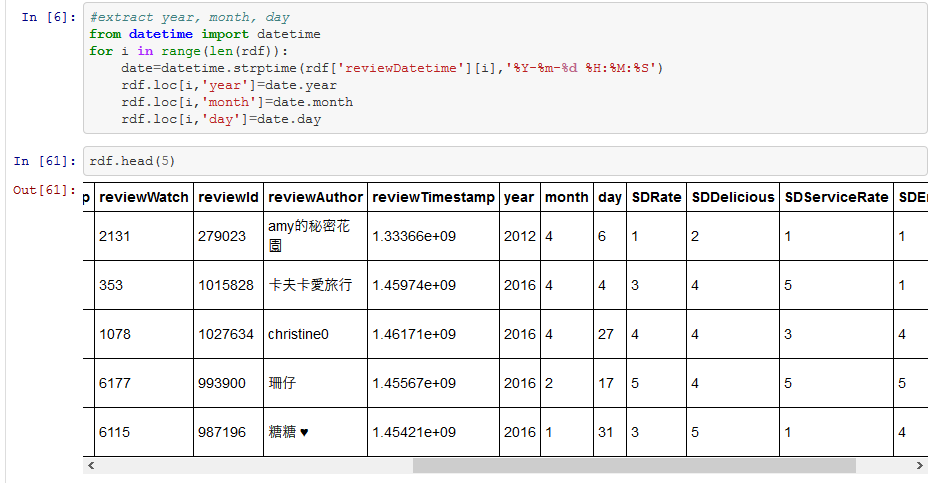 In [6]: #extract year, month, day
from datetime import datetime
for i in range(len(rdf)):
    date=datetime.strptime(rdf['reviewDatetime'][i],'%Y-%m-%d %H:%M:%S')
    rdf.loc[i,'year']=date.year
    rdf.loc[i,'month']=date.month
    rdf.loc[i,'day']=date.day
In [61]: rdf.head(5)
Out[61]: p reviewWatch reviewId reviewAuthor reviewTimestamp year month day SDRate SDDelicious SDServiceRate SDE
2131 279023 amy的秘密花園 1.33366e+09 2012 4 6 1 2 1 1
353 1015828 卡夫卡愛旅行 1.45974e+09 2016 4 4 3 4 5 1
1078 1027634 christine0 1.46171e+09 2016 4 27 4 4 3 4
6177 993900 珊仔 1.45567e+09 2016 2 17 5 4 5 5
6115 987196 糖糖 ♥ 1.45421e+09 2016 1 31 3 5 1 4